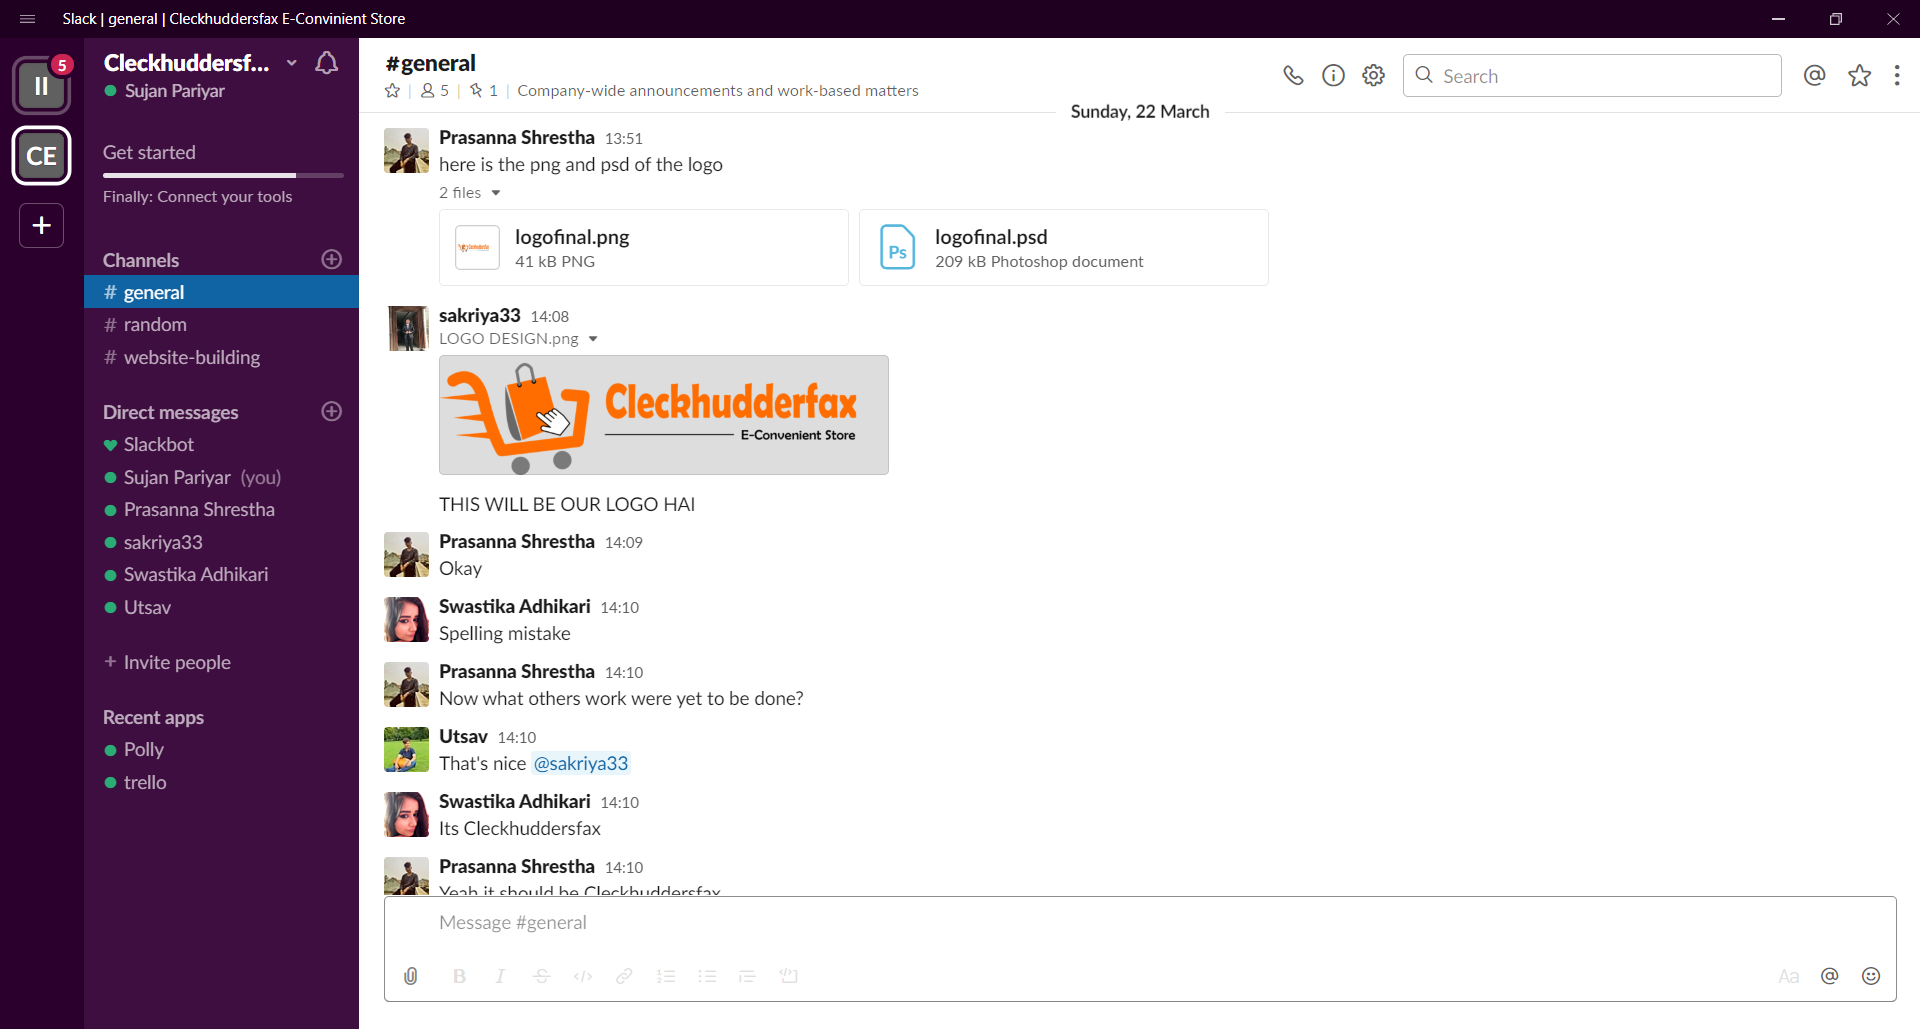 Slack | general | Cleckhuddersfax E-Convinient Store
II
5
CE
+
Cleckhuddersf...
Sujan Pariyar
Get started
Finally: Connect your tools
Channels
# general
# random
# website-building
Direct messages
Slackbot
Sujan Pariyar (you)
Prasanna Shrestha
sakriya33
Swastika Adhikari
Utsav
+ Invite people
Recent apps
Polly
trello
#general
5 | 1 | Company-wide announcements and work-based matters
Search
Sunday, 22 March
Prasanna Shrestha 13:51
here is the png and psd of the logo
2 files
logofinal.png
41 kB PNG
Ps
logofinal.psd
209 kB Photoshop document
sakriya33 14:08
LOGO DESIGN.png
Cleckhudderfax
E-Convenient Store
THIS WILL BE OUR LOGO HAI
Prasanna Shrestha 14:09
Okay
Swastika Adhikari 14:10
Spelling mistake
Prasanna Shrestha 14:10
Now what others work were yet to be done?
Utsav 14:10
That's nice @sakriya33
Swastika Adhikari 14:10
Its Cleckhuddersfax
Prasanna Shrestha 14:10
Yeah it should be Cleckhuddersfax
Message #general
B I S </> Aa @